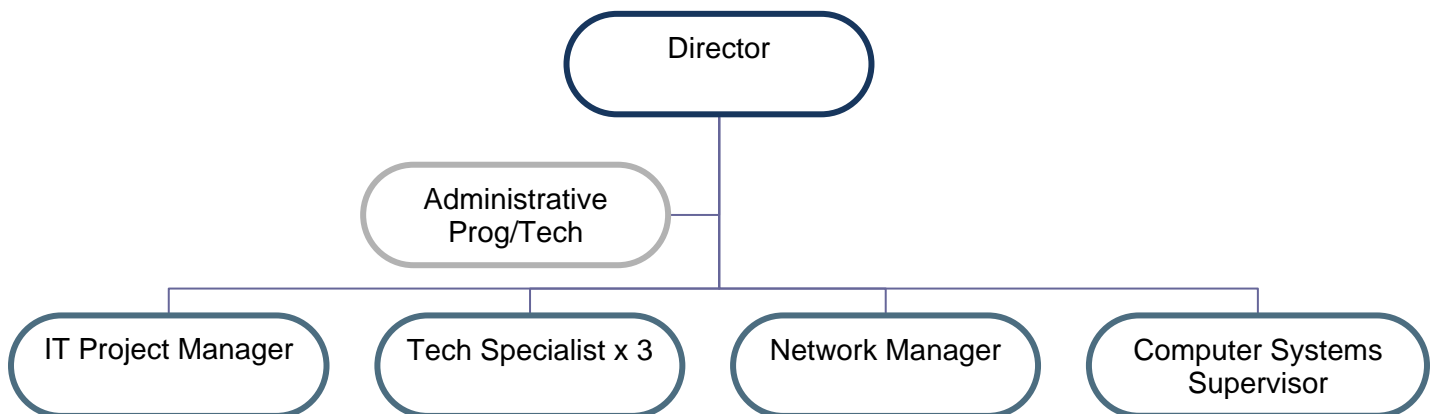 Director
Administrative
Prog/Tech
IT Project Manager
Tech Specialist x 3
Network Manager
Computer Systems
Supervisor